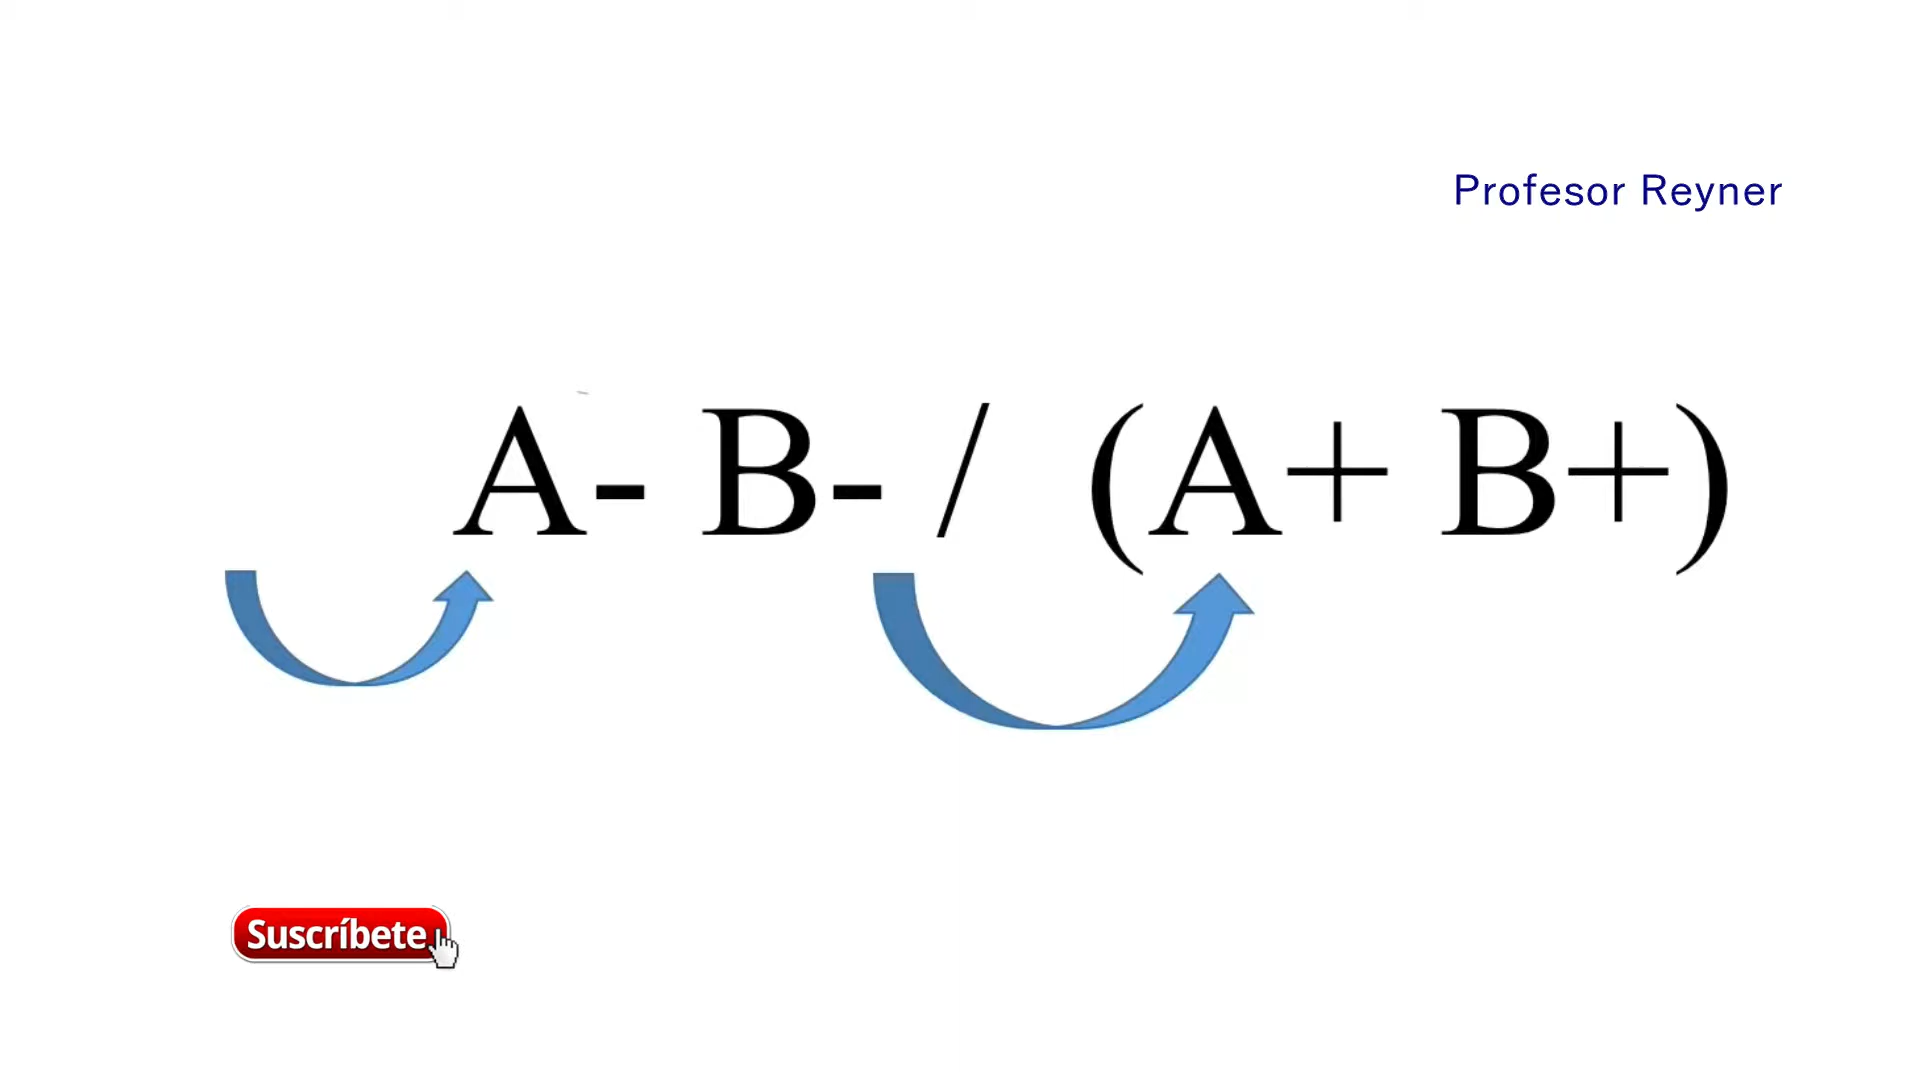 Profesor Reyner
A- B- / (A+ B+)
Suscríbete